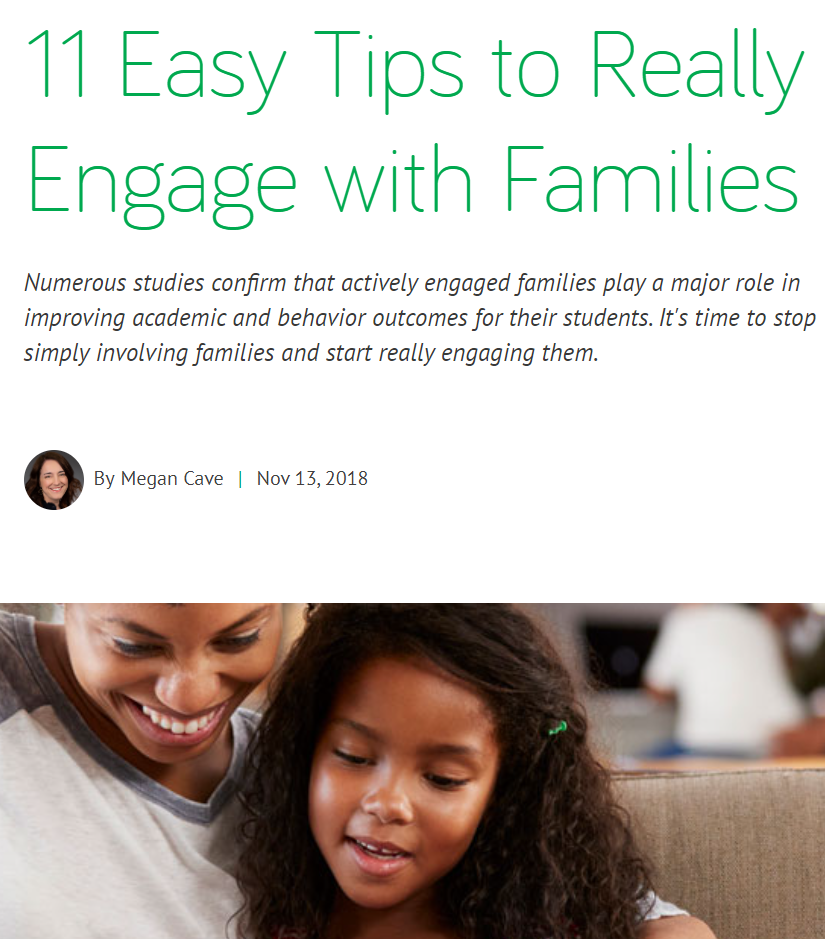 11 Easy Tips to Really
Engage with Families
Numerous studies confirm that actively engaged families play a major role in
improving academic and behavior outcomes for their students. It's time to stop
simply involving families and start really engaging them.
By Megan Cave | Nov 13, 2018